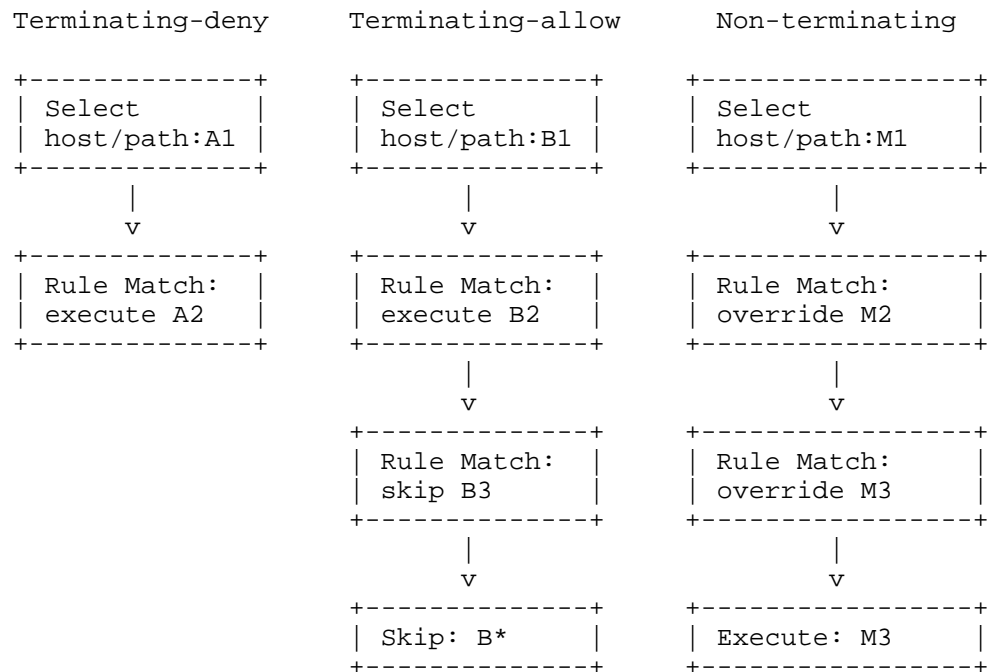 Terminating-deny Terminating-allow Non-terminating
+--------------+ +--------------+ +-----------------+
| Select | | Select | | Select |
| host/path:A1 | | host/path:B1 | | host/path:M1 |
+--------------+ +--------------+ +-----------------+
| | |
v v v
+--------------+ +--------------+ +-----------------+
| Rule Match: | | Rule Match: | | Rule Match: |
| execute A2 | | execute B2 | | override M2 |
+--------------+ +--------------+ +-----------------+
| |
v v
+--------------+ +-----------------+
| Rule Match: | | Rule Match: |
| skip B3 | | override M3 |
+--------------+ +-----------------+
| |
v v
+--------------+ +-----------------+
| Skip: B* | | Execute: M3 |
+--------------+ +-----------------+